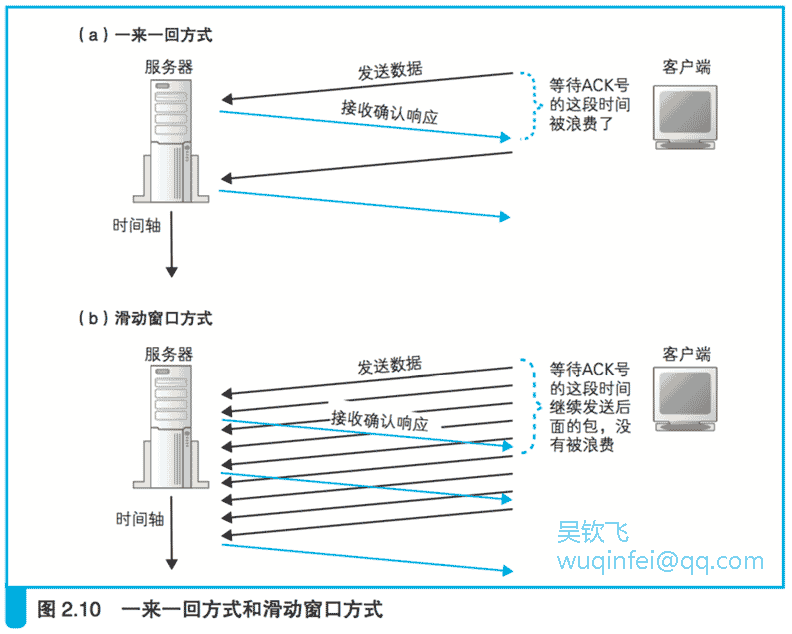 （a）一来一回方式
服务器
客户端
发送数据
接收确认响应
等待ACK号
的这段时间
被浪费了
时间轴
（b）滑动窗口方式
服务器
客户端
发送数据
接收确认响应
等待ACK号
的这段时间
继续发送后
面的包，没
有被浪费
时间轴
吴钦飞
wuqinfei@qq.com
图 2.10 一来一回方式和滑动窗口方式